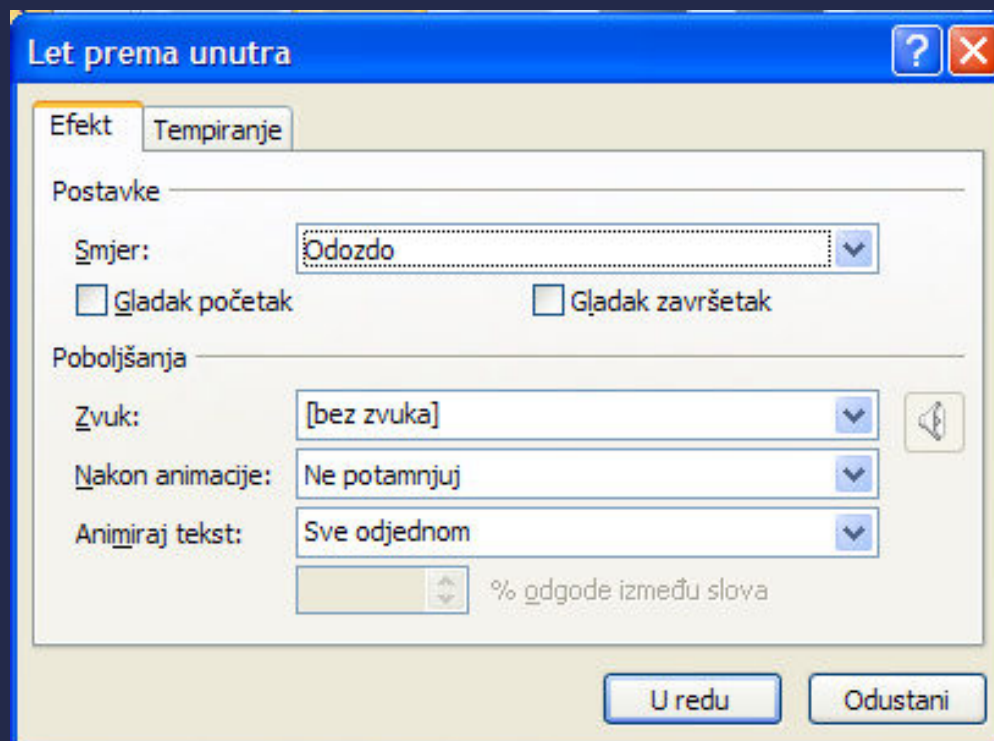 Let prema unutra
Efekt Tempiranje
Postavke
Smjer: Odozdo
Gladak početak Gladak završetak
Poboljšanja
Zvuk: [bez zvuka]
Nakon animacije: Ne potamnjuj
Animiraj tekst: Sve odjednom
% odgode između slova
U redu Odustani